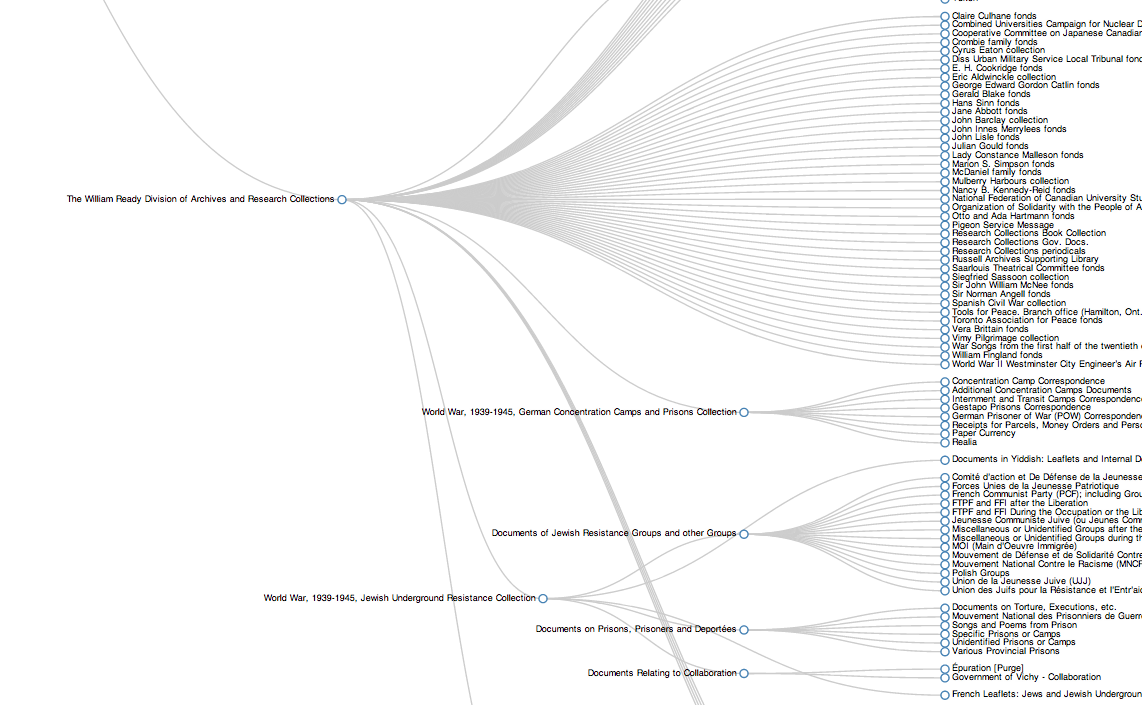 Claire Culhane fonds
Combined Universities Campaign for Nuclear D
Cooperative Committee on Japanese Canadian
Crombie family fonds
Cyrus Eaton collection
Diss Urban Military Service Local Tribunal fond
E. H. Cookridge fonds
Eric Aldwinckle collection
George Edward Gordon Catlin fonds
Gerald Blake fonds
Hans Sinn fonds
Jane Abbott fonds
John Barclay collection
John Innes Merrylees fonds
John Lisle fonds
Julian Gould fonds
Lady Constance Malleson fonds
Marion S. Simpson fonds
McDaniel family fonds
Mulberry Harbours collection
Nancy B. Kennedy-Reid fonds
The William Ready Division of Archives and Research Collections
National Federation of Canadian University Stu
Organization of Solidarity with the People of A
Otto and Ada Hartmann fonds
Pigeon Service Message
Research Collections Book Collection
Research Collections Gov. Docs.
Research Collections periodicals
Russell Archives Supporting Library
Saarlouis Theatrical Committee fonds
Siegfried Sassoon collection
Sir John William McNee fonds
Sir Norman Angell fonds
Spanish Civil War collection
Tools for Peace. Branch office (Hamilton, Ont.
Toronto Association for Peace fonds
Vera Brittain fonds
Vimy Pilgrimage collection
War Songs from the first half of the twentieth
William Fingland fonds
World War II Westminster City Engineer's Air R
World War, 1939-1945, German Concentration Camps and Prisons Collection
Concentration Camp Correspondence
Additional Concentration Camps Documents
Internment and Transit Camps Correspondence
Gestapo Prisons Correspondence
German Prisoner of War (POW) Correspondenc
Receipts for Parcels, Money Orders and Perso
Paper Currency
Realia
Documents in Yiddish: Leaflets and Internal D
Documents of Jewish Resistance Groups and other Groups
Comité d'action et De Défense de la Jeunesse
Forces Unies de la Jeunesse Patriotique
French Communist Party (PCF); including Grou
FTPF and FFI after the Liberation
FTPF and FFI During the Occupation or the Lib
Jeunesse Communiste Juive (ou Jeunes Comm
Miscellaneous or Unidentified Groups after the
Miscellaneous or Unidentified Groups during th
MOI (Main d'Oeuvre Immigrée)
Mouvement de Défense et de Solidarité Contre
Mouvement National Contre le Racisme (MNCR
Polish Groups
Union de la Jeunesse Juive (UJJ)
Union des Juifs pour la Résistance et l'Entr'aid
World War, 1939-1945, Jewish Underground Resistance Collection
Documents on Prisons, Prisoners and Deportées
Documents on Torture, Executions, etc.
Mouvement National des Prisonniers de Guerre
Songs and Poems from Prison
Specific Prisons or Camps
Unidentified Prisons or Camps
Various Provincial Prisons
Documents Relating to Collaboration
Épuration [Purge]
Government of Vichy - Collaboration
French Leaflets: Jews and Jewish Undergroun